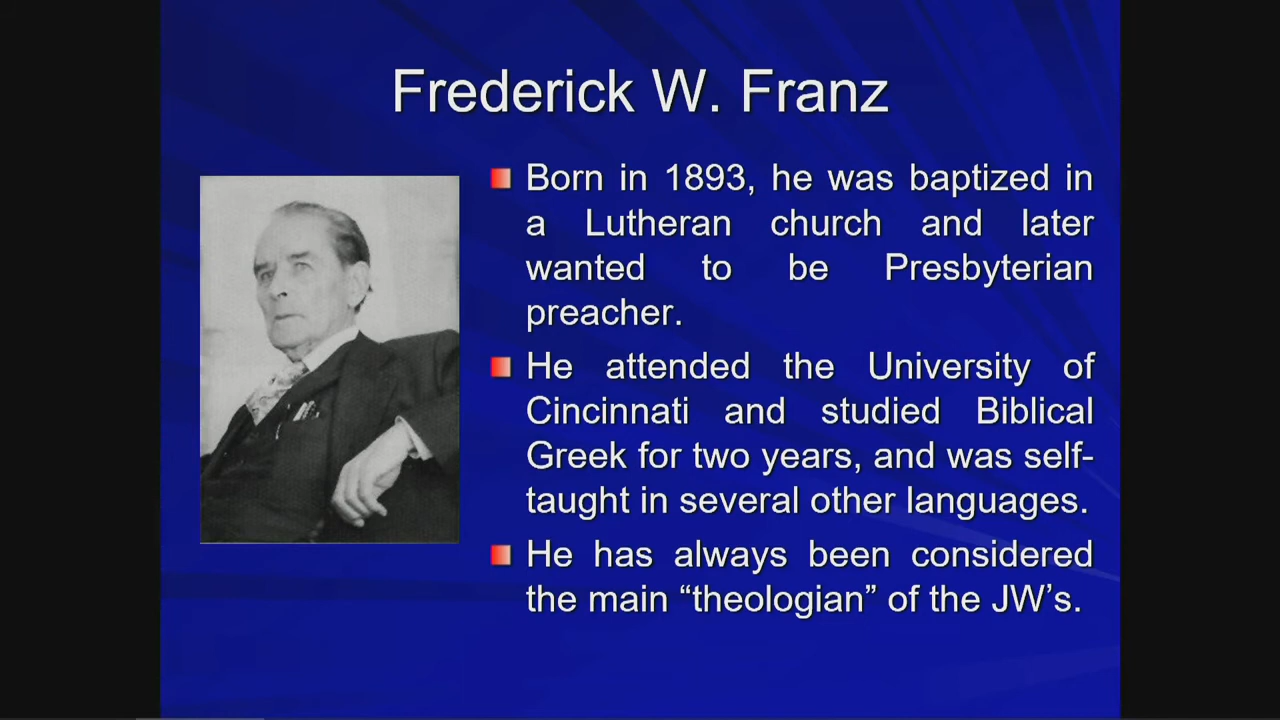 Frederick W. Franz
Born in 1893, he was baptized in
a Lutheran church and later
wanted to be Presbyterian
preacher.
He attended the University of
Cincinnati and studied Biblical
Greek for two years, and was self-
taught in several other languages.
He has always been considered
the main “theologian” of the JW’s.